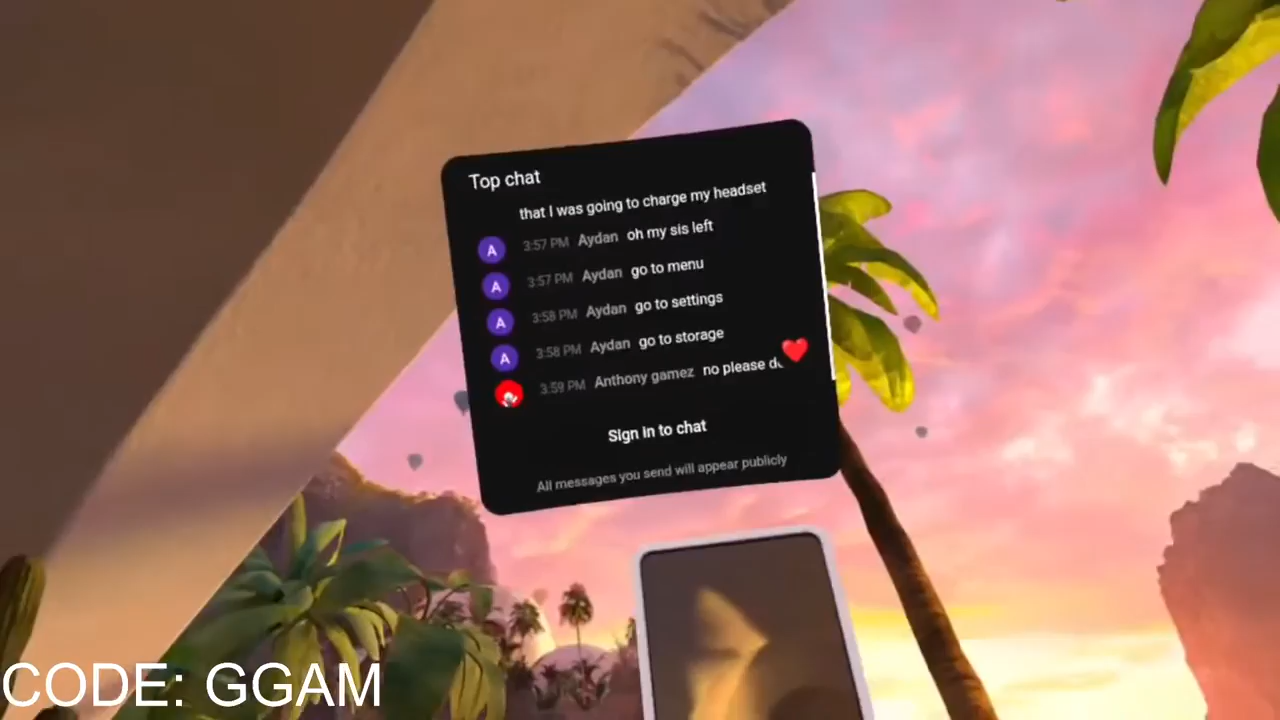 Top chat
that I was going to charge my headset
A 3:57 PM Aydan oh my sis left
A 3:57 PM Aydan go to menu
A 3:58 PM Aydan go to settings
A 3:58 PM Aydan go to storage
3:59 PM Anthony gamez no please
Sign in to chat
All messages you send will appear publicly
CODE: GGAM